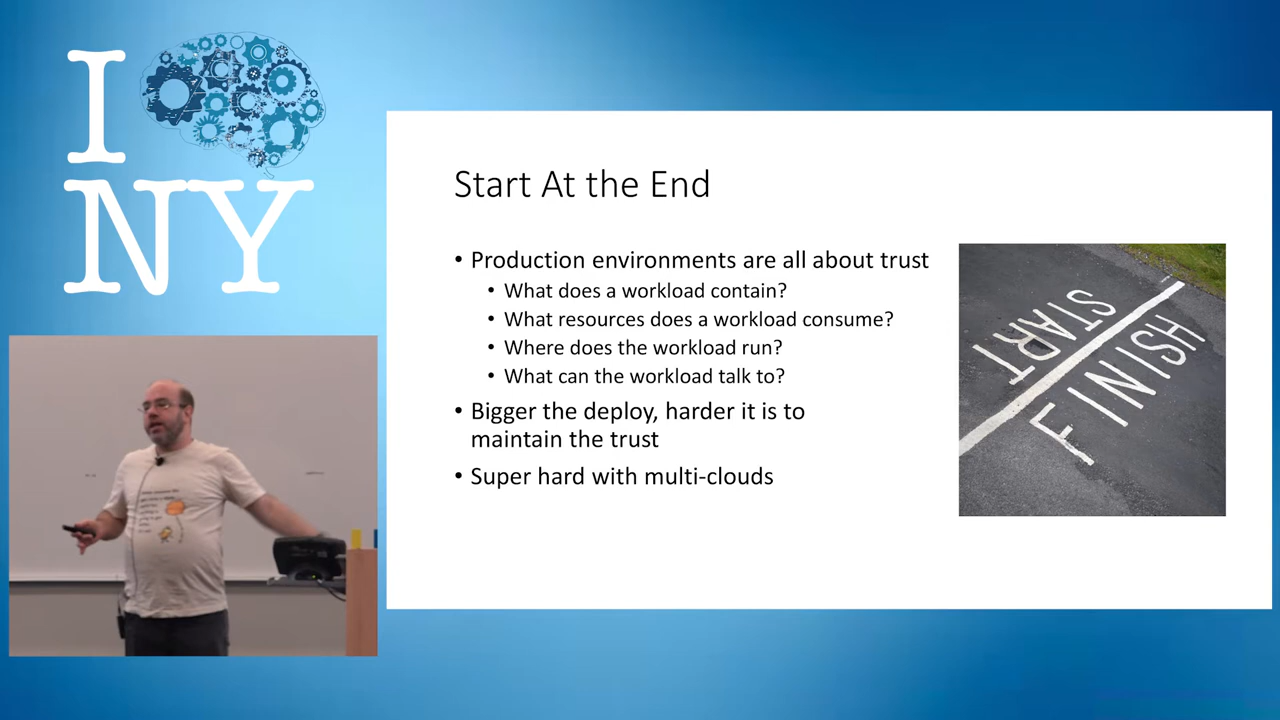 I
NY
Start At the End
• Production environments are all about trust
• What does a workload contain?
• What resources does a workload consume?
• Where does the workload run?
• What can the workload talk to?
• Bigger the deploy, harder it is to
maintain the trust
• Super hard with multi-clouds
START
FINISH